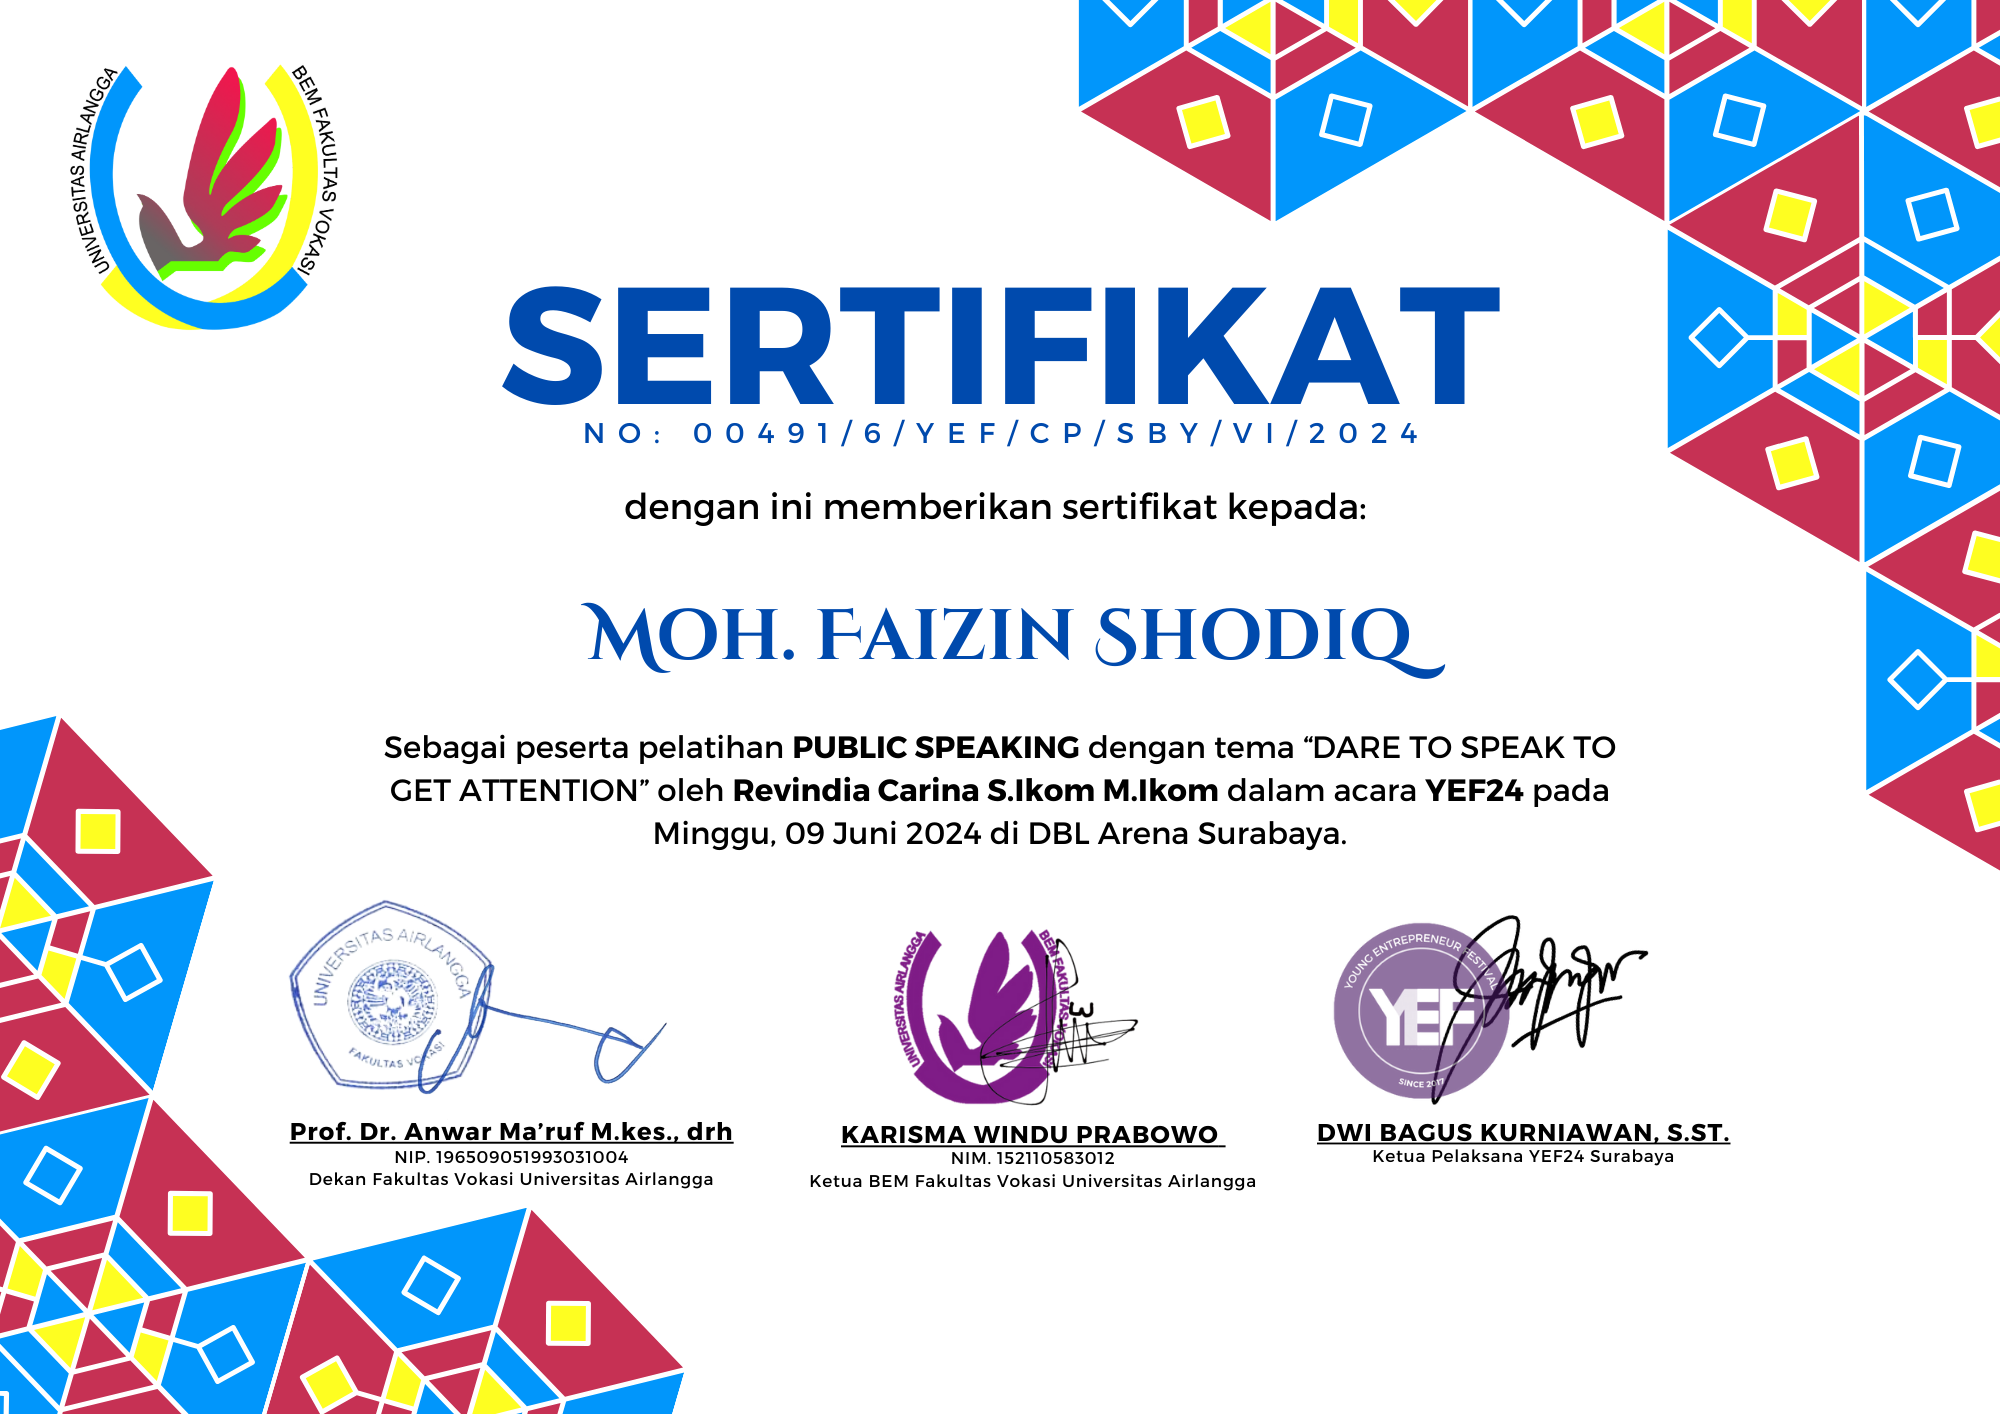 UNIVERSITAS AIRLANGGA
BEM FAKULTAS VOKASI
SERTIFIKAT
NO: 00491/6/YEF/CP/SBY/VI/2024
dengan ini memberikan sertifikat kepada:
Moh. Faizin Shodiq
Sebagai peserta pelatihan PUBLIC SPEAKING dengan tema “DARE TO SPEAK TO
GET ATTENTION” oleh Revindia Carina S.Ikom M.Ikom dalam acara YEF24 pada
Minggu, 09 Juni 2024 di DBL Arena Surabaya.
UNIVERSITAS AIRLANGGA
FAKULTAS VOKASI
UNIVERSITAS AIRLANGGA
BEM FAKULTAS VOKASI
YOUNG ENTREPRENEUR FESTIVAL
YEF
SINCE 2017
Prof. Dr. Anwar Ma’ruf M.kes., drh
NIP. 196509051993031004
Dekan Fakultas Vokasi Universitas Airlangga
KARISMA WINDU PRABOWO
NIM. 152110583012
Ketua BEM Fakultas Vokasi Universitas Airlangga
DWI BAGUS KURNIAWAN, S.ST.
Ketua Pelaksana YEF24 Surabaya